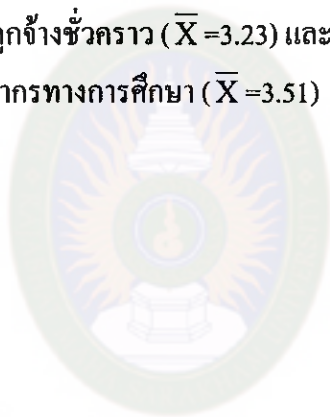 ลูกจ้างชั่วคราว ( X̅ =3.23) และ
ากรทางการศึกษา ( X̅ =3.51)